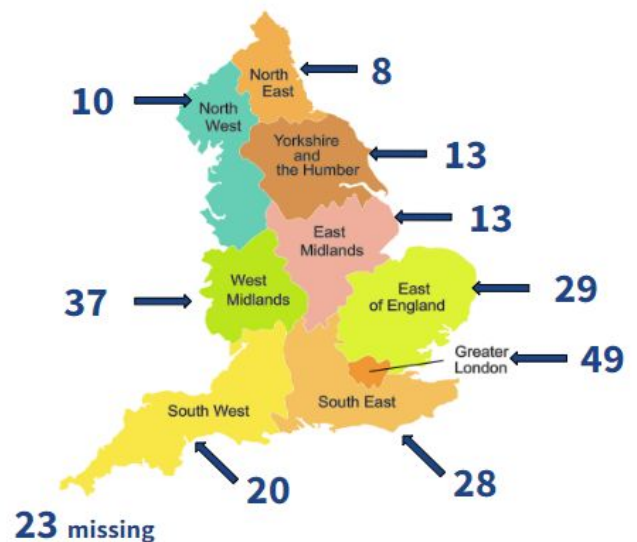 North
East
8
10
North
West
Yorkshire
and
the Humber
13
East
Midlands
13
West
Midlands
37
East
of England
29
Greater
London
49
South West
South East
20
28
23 missing